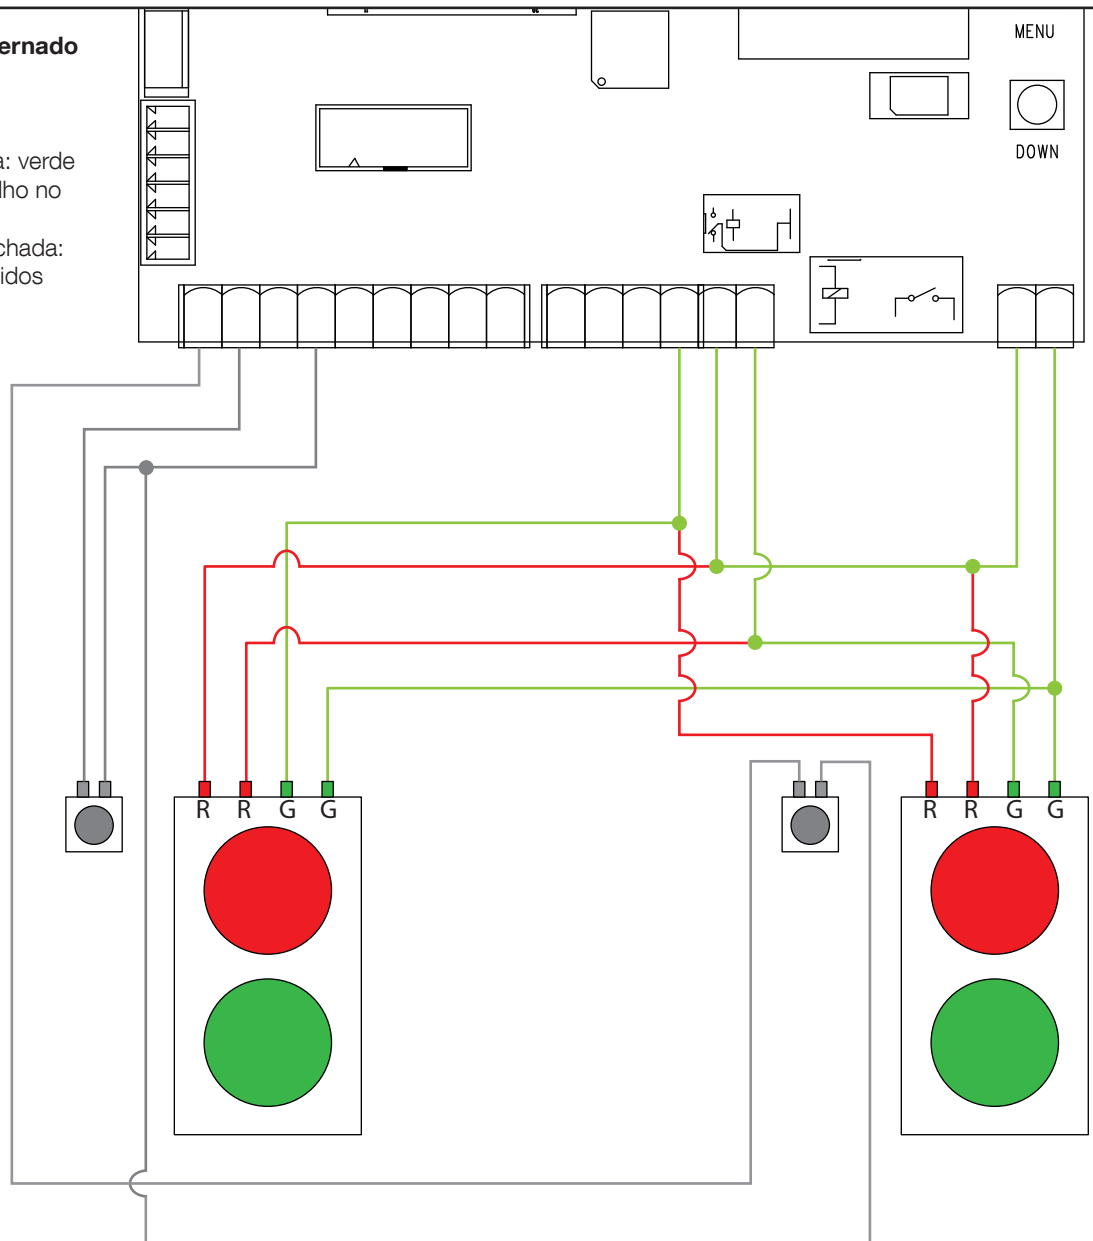 ernado
MENU
a: verde
lho no
DOWN
chada:
idos
R R G G
R R G G